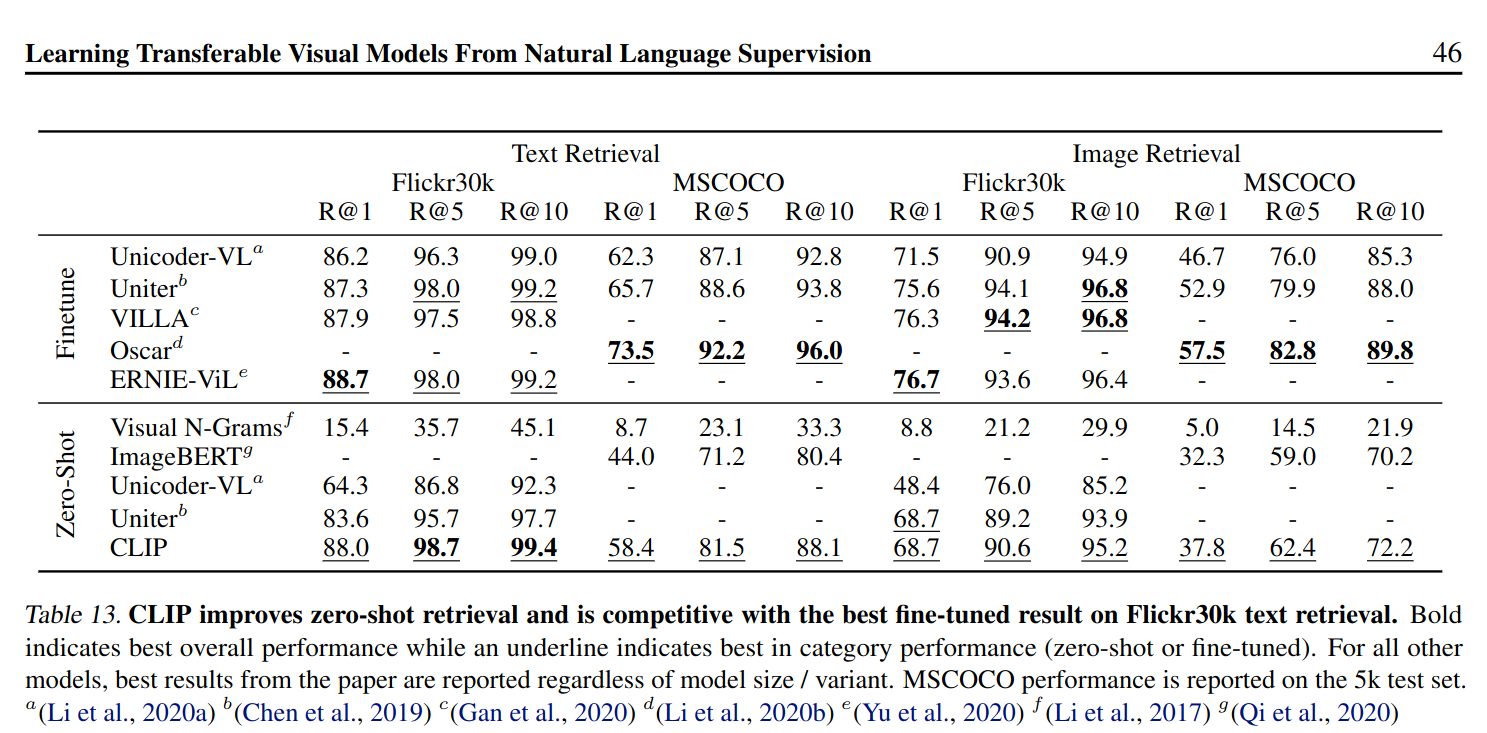 Learning Transferable Visual Models From Natural Language Supervision 46
Text Retrieval Image Retrieval
Flickr30k MSCOCO Flickr30k MSCOCO
R@1 R@5 R@10 R@1 R@5 R@10 R@1 R@5 R@10 R@1 R@5 R@10
Finetune
Unicoder-VLᵃ 86.2 96.3 99.0 62.3 87.1 92.8 71.5 90.9 94.9 46.7 76.0 85.3
Uniterᵇ 87.3 98.0 99.2 65.7 88.6 93.8 75.6 94.1 96.8 52.9 79.9 88.0
VILLAᶜ 87.9 97.5 98.8 - - - 76.3 94.2 96.8 - - -
Oscarᵈ - - - 73.5 92.2 96.0 - - - 57.5 82.8 89.8
ERNIE-ViLᵉ 88.7 98.0 99.2 - - - 76.7 93.6 96.4 - - -
Zero-Shot
Visual N-Gramsᶠ 15.4 35.7 45.1 8.7 23.1 33.3 8.8 21.2 29.9 5.0 14.5 21.9
ImageBERTᵍ - - - 44.0 71.2 80.4 - - - 32.3 59.0 70.2
Unicoder-VLᵃ 64.3 86.8 92.3 - - - 48.4 76.0 85.2 - - -
Uniterᵇ 83.6 95.7 97.7 - - - 68.7 89.2 93.9 - - -
CLIP 88.0 98.7 99.4 58.4 81.5 88.1 68.7 90.6 95.2 37.8 62.4 72.2
Table 13. CLIP improves zero-shot retrieval and is competitive with the best fine-tuned result on Flickr30k text retrieval. Bold
indicates best overall performance while an underline indicates best in category performance (zero-shot or fine-tuned). For all other
models, best results from the paper are reported regardless of model size / variant. MSCOCO performance is reported on the 5k test set.
ᵃ(Li et al., 2020a) ᵇ(Chen et al., 2019) ᶜ(Gan et al., 2020) ᵈ(Li et al., 2020b) ᵉ(Yu et al., 2020) ᶠ(Li et al., 2017) ᵍ(Qi et al., 2020)